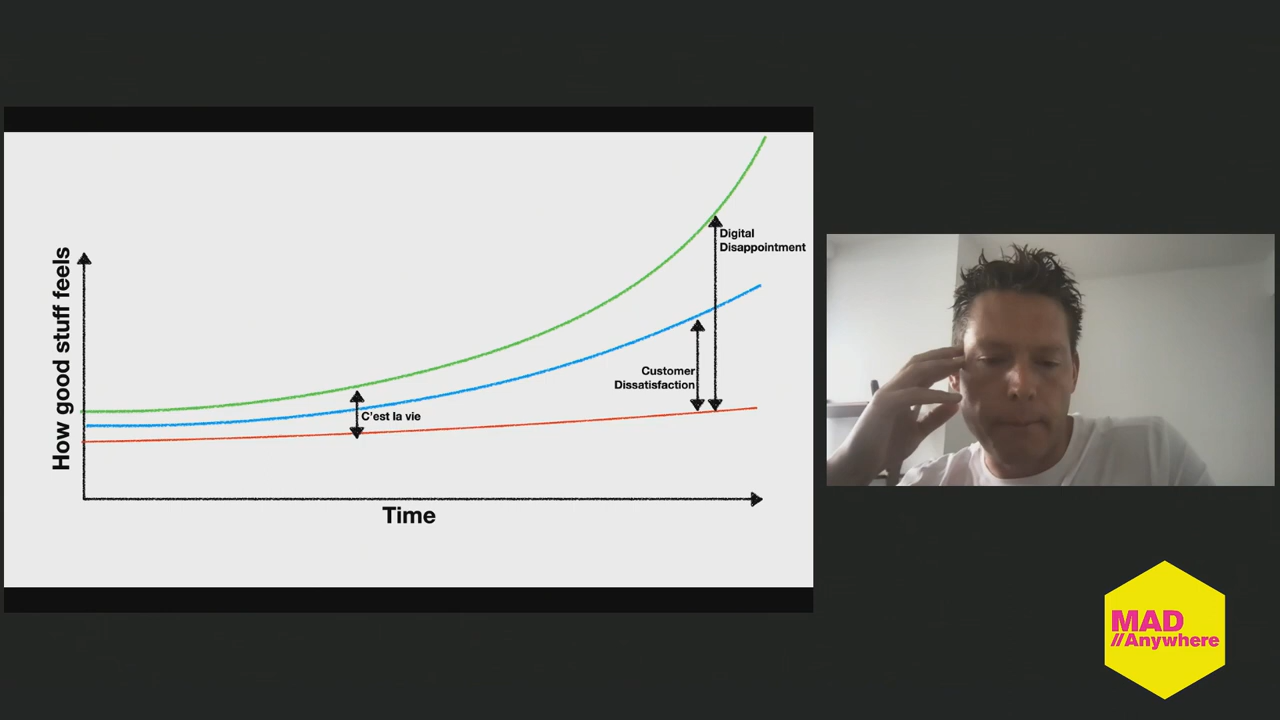 How good stuff feels
Digital
Disappointment
Customer
Dissatisfaction
C'est la vie
Time
MAD
//Anywhere